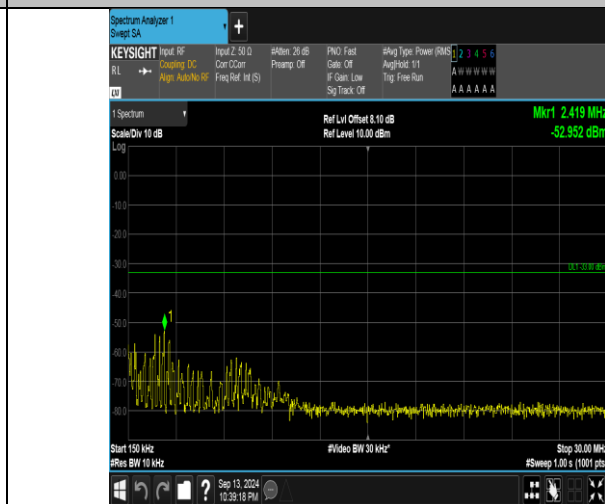 Spectrum Analyzer 1
Swept SA
+
KEYSIGHT Input: RF Input Z: 50 Ω #Atten: 26 dB PNO: Fast #Avg Type: Power (RMS 1 2 3 4 5 6
RL Coupling: DC Corr CCorr Preamp: Off Gate: Off Avg|Hold: 1/1 A W W W W W
Align: Auto/No RF Freq Ref: Int (S) IF Gain: Low Trig: Free Run
LXI Sig Track: Off A A A A A A
1 Spectrum Ref Lvl Offset 8.10 dB Mkr1 2.419 MHz
Scale/Div 10 dB Ref Level 10.00 dBm -52.952 dBm
Log
0.00
-10.0
-20.0
-30.0
DL1 -33.00 dBm
-40.0
1
-50.0
-60.0
-70.0
-80.0
Start 150 kHz #Video BW 30 kHz* Stop 30.00 MHz
#Res BW 10 kHz #Sweep 1.00 s (1001 pts
? Sep 13, 2024
10:39:18 PM